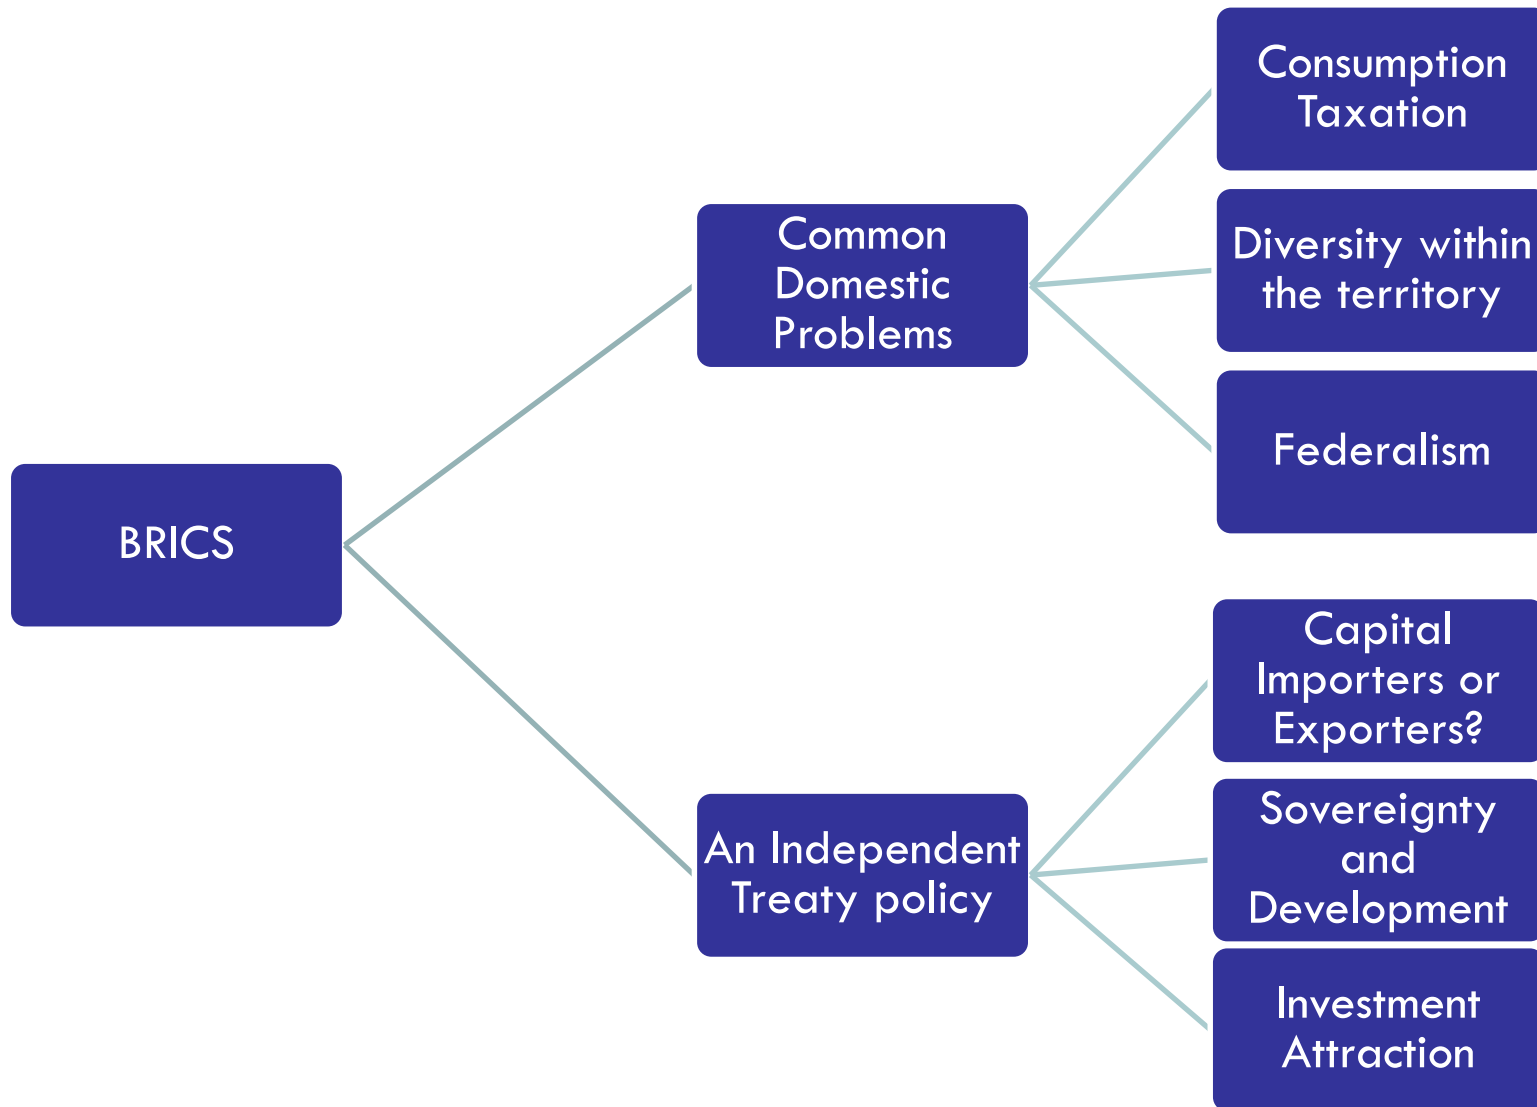 BRICS
Common
Domestic
Problems
Consumption
Taxation
Diversity within
the territory
Federalism
An Independent
Treaty policy
Capital
Importers or
Exporters?
Sovereignty
and
Development
Investment
Attraction